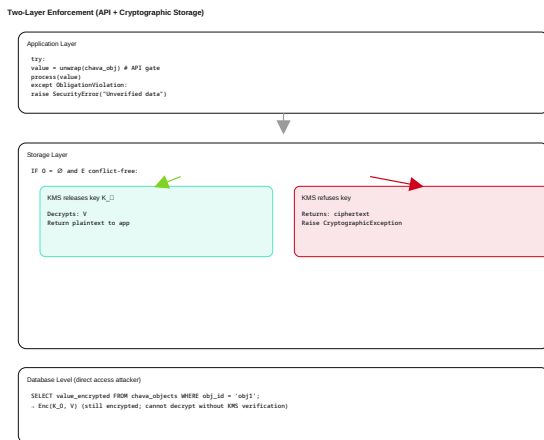 Two-Layer Enforcement (API + Cryptographic Storage)
Application Layer
try:
value = unwrap(chava_obj) # API gate
process(value)
except ObligationViolation:
raise SecurityError("Unverified data")
Storage Layer
IF O = ∅ and E conflict-free:
KMS releases key K_□
Decrypts: V
Return plaintext to app
KMS refuses key
Returns: ciphertext
Raise CryptographicException
Database Level (direct access attacker)
SELECT value_encrypted FROM chava_objects WHERE obj_id = 'obj1';
→ Enc(K_O, V) (still encrypted; cannot decrypt without KMS verification)